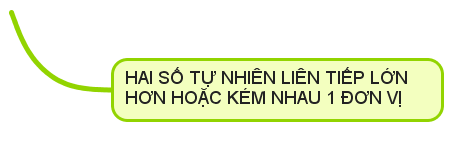 HAI SỐ TỰ NHIÊN LIÊN TIẾP LỚN
HƠN HOẶC KÉM NHAU 1 ĐƠN VỊ